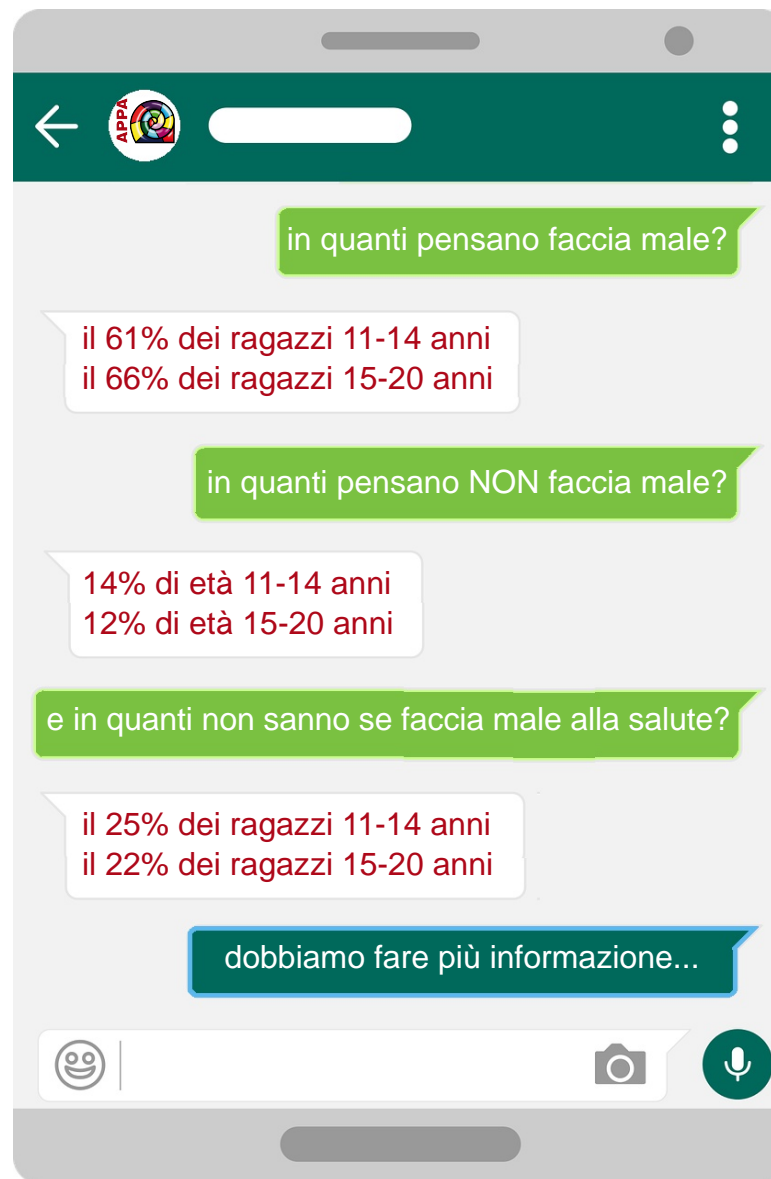 APPA
in quanti pensano faccia male?
il 61% dei ragazzi 11-14 anni
il 66% dei ragazzi 15-20 anni
in quanti pensano NON faccia male?
14% di età 11-14 anni
12% di età 15-20 anni
e in quanti non sanno se faccia male alla salute?
il 25% dei ragazzi 11-14 anni
il 22% dei ragazzi 15-20 anni
dobbiamo fare più informazione...